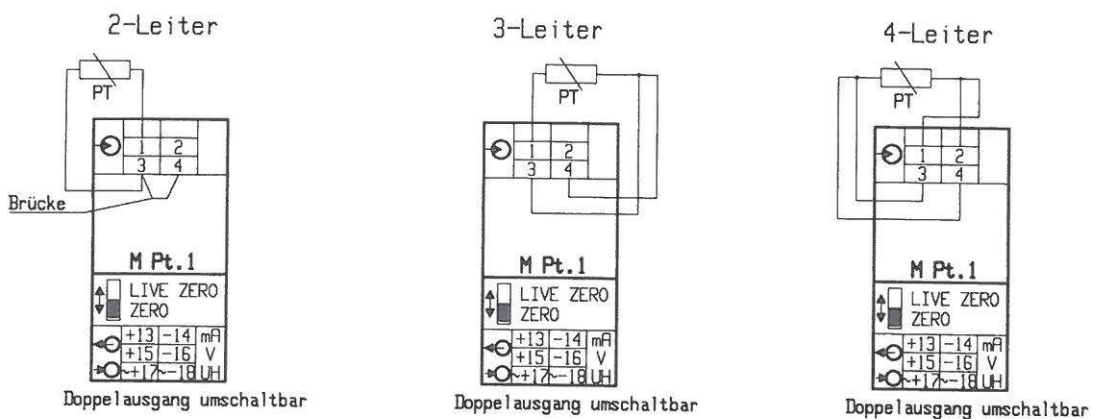 2-Leiter
PT
1 2
3 4
Brücke
M Pt.1
LIVE ZERO
ZERO
+13 -14 mA
+15 -16 V
~+17 ~-18 UH
Doppelausgang umschaltbar
3-Leiter
PT
1 2
3 4
M Pt.1
LIVE ZERO
ZERO
+13 -14 mA
+15 -16 V
~+17 ~-18 UH
Doppelausgang umschaltbar
4-Leiter
PT
1 2
3 4
M Pt.1
LIVE ZERO
ZERO
+13 -14 mA
+15 -16 V
~+17 ~-18 UH
Doppelausgang umschaltbar